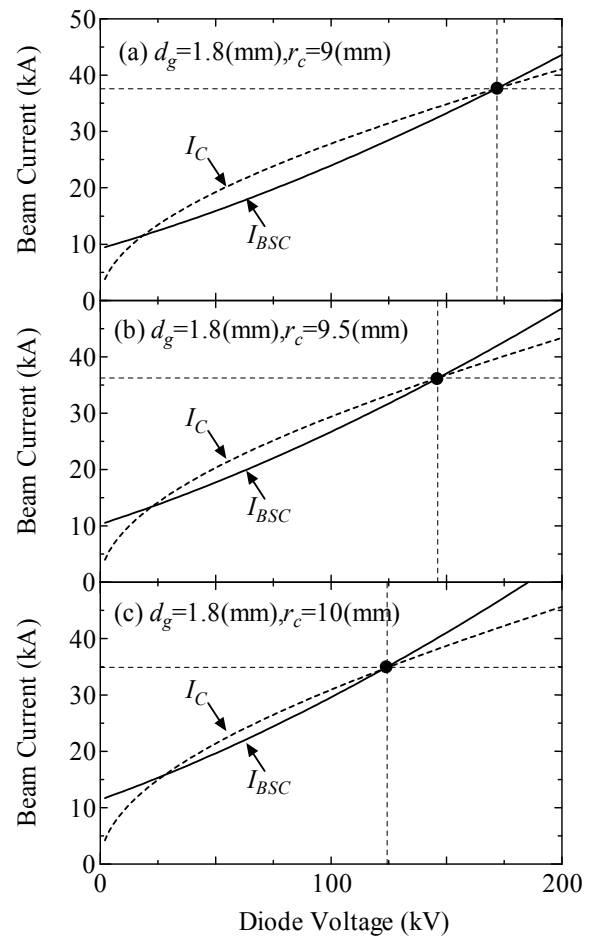 50
(a) d_g=1.8(mm),r_c=9(mm)
40
30
I_C
20
I_BSC
10
0
Beam Current (kA)
(b) d_g=1.8(mm),r_c=9.5(mm)
40
30
I_C
20
I_BSC
10
0
Beam Current (kA)
(c) d_g=1.8(mm),r_c=10(mm)
40
30
I_C
20
I_BSC
10
0
Beam Current (kA)
0 100 200
Diode Voltage (kV)